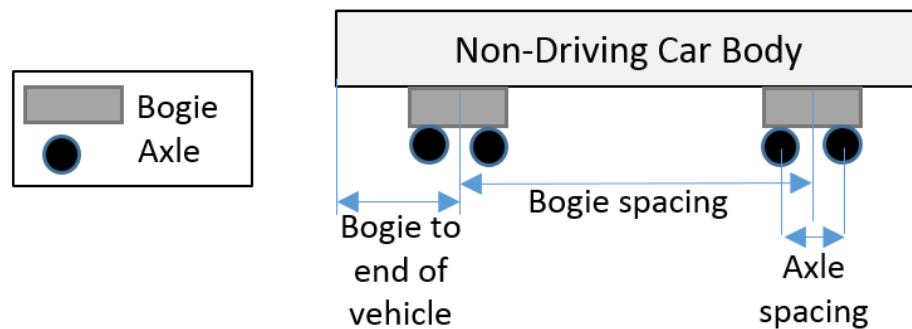 Non-Driving Car Body
Bogie
Axle
Bogie spacing
Bogie to
end of
vehicle
Axle
spacing